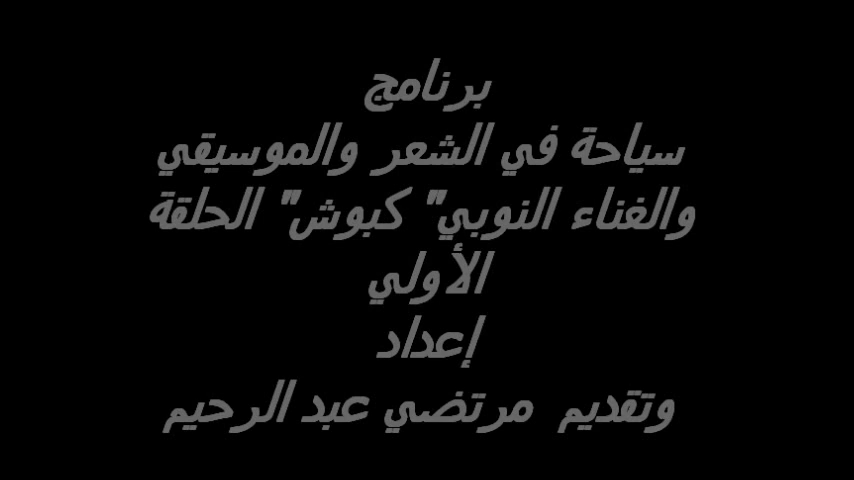 برنامج
سياحة في الشعر والموسيقي
والغناء النوبي" كبوش" الحلقة
الأولي
إعداد
وتقديم مرتضي عبد الرحيم